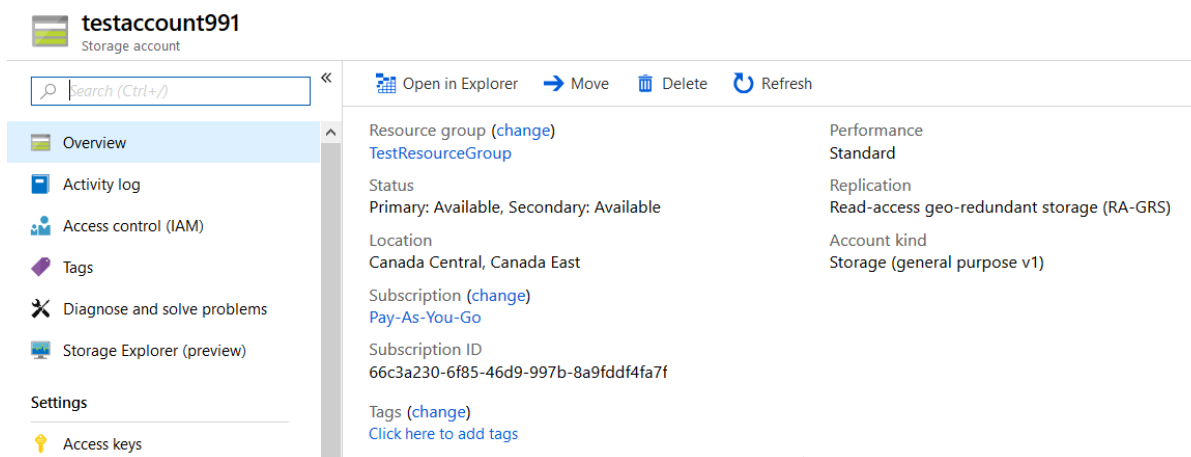 testaccount991
Storage account
Search (Ctrl+/)
«
Overview
Activity log
Access control (IAM)
Tags
Diagnose and solve problems
Storage Explorer (preview)
Settings
Access keys
Open in Explorer Move Delete Refresh
Resource group (change)
TestResourceGroup
Status
Primary: Available, Secondary: Available
Location
Canada Central, Canada East
Subscription (change)
Pay-As-You-Go
Subscription ID
66c3a230-6f85-46d9-997b-8a9fddf4fa7f
Tags (change)
Click here to add tags
Performance
Standard
Replication
Read-access geo-redundant storage (RA-GRS)
Account kind
Storage (general purpose v1)